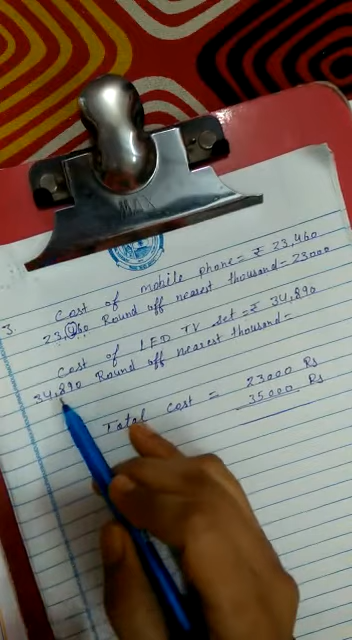 3. Cost of mobile phone = ₹ 23,460
23,460 Round off nearest thousand = 23000
Cost of LED TV set = ₹ 34,890
34,890 Round off nearest thousand =
Total cost = 23000 Rs
35000 Rs
MAX